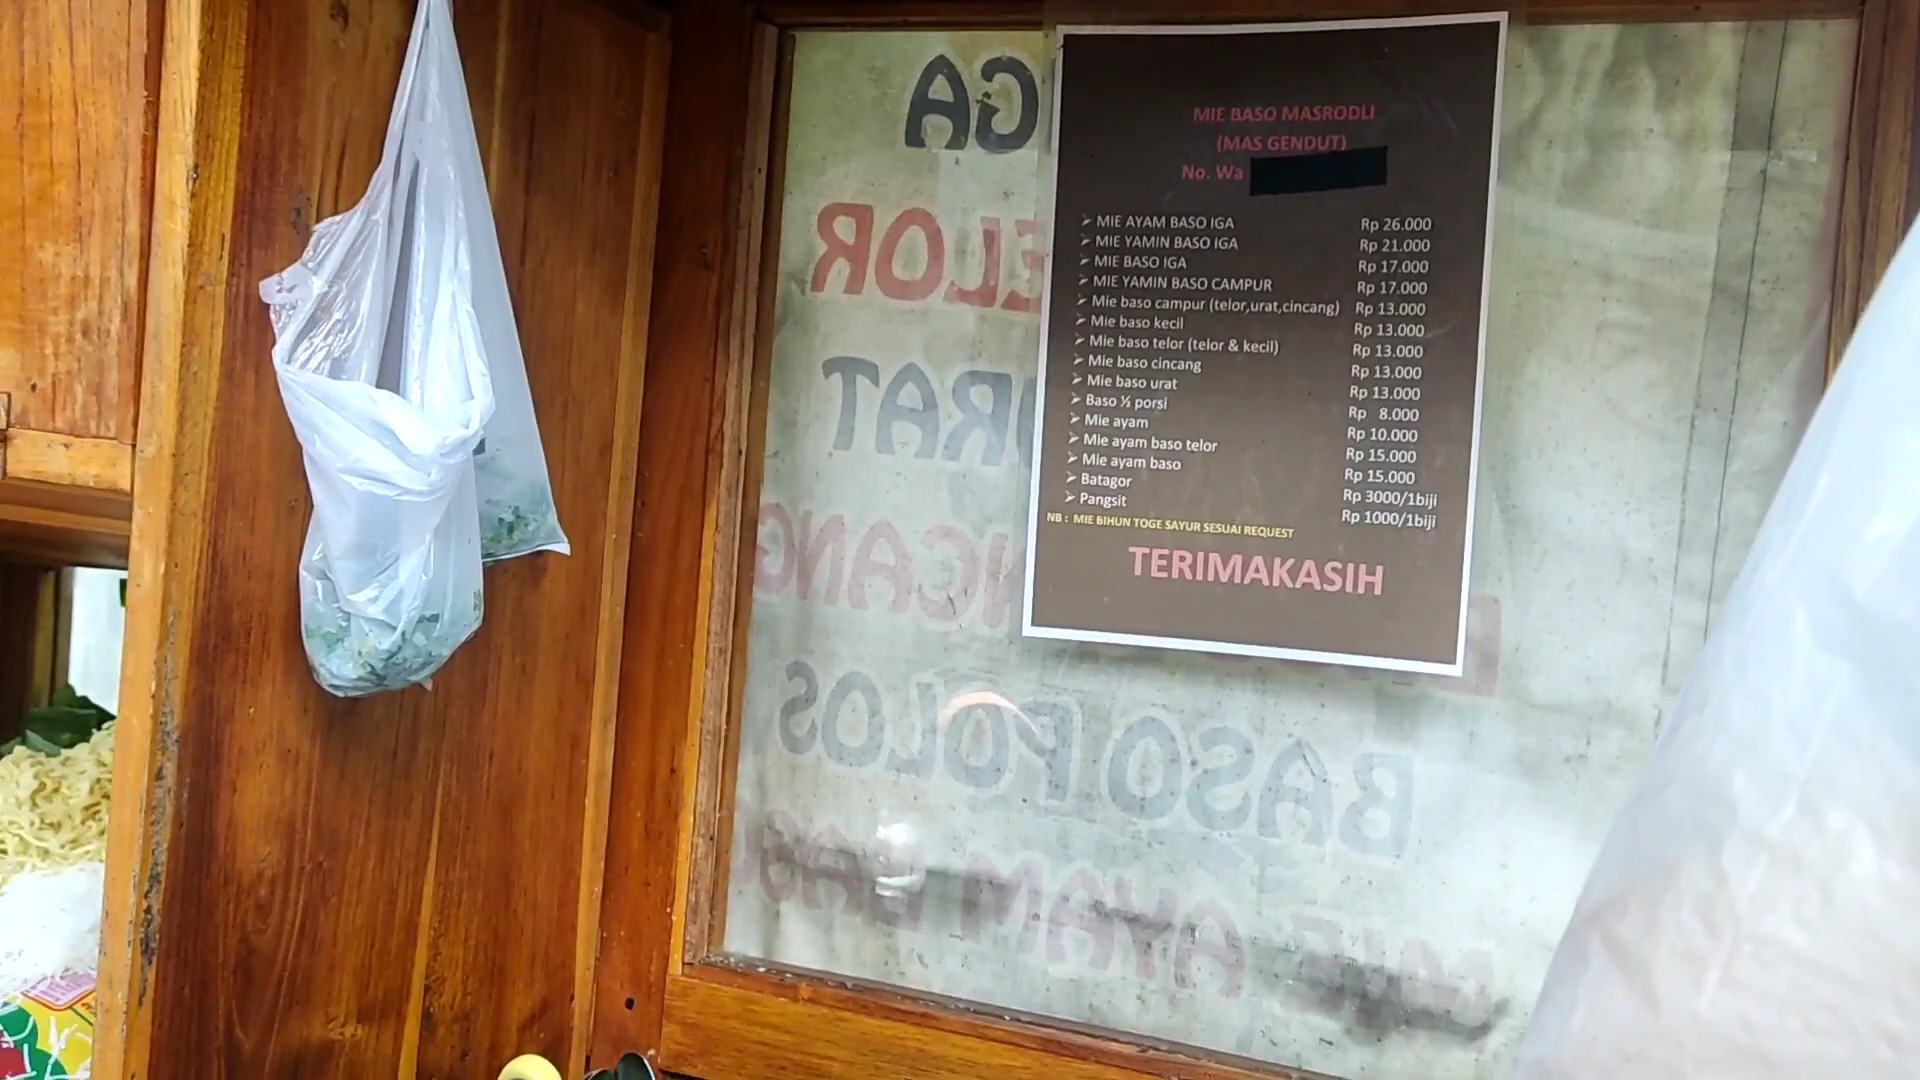 MIE BASO MASRODLI
(MAS GENDUT)
No. Wa
MIE AYAM BASO IGA Rp 26.000
MIE YAMIN BASO IGA Rp 21.000
MIE BASO IGA Rp 17.000
MIE YAMIN BASO CAMPUR Rp 17.000
Mie baso campur (telor,urat,cincang) Rp 13.000
Mie baso kecil Rp 13.000
Mie baso telor (telor & kecil) Rp 13.000
Mie baso cincang Rp 13.000
Mie baso urat Rp 13.000
Baso ½ porsi Rp 8.000
Mie ayam Rp 10.000
Mie ayam baso telor Rp 15.000
Mie ayam baso Rp 15.000
Batagor Rp 3000/1biji
Pangsit Rp 1000/1biji
NB : MIE BIHUN TOGE SAYUR SESUAI REQUEST
TERIMAKASIH
BASO POLOS
MIE AYAM BASO